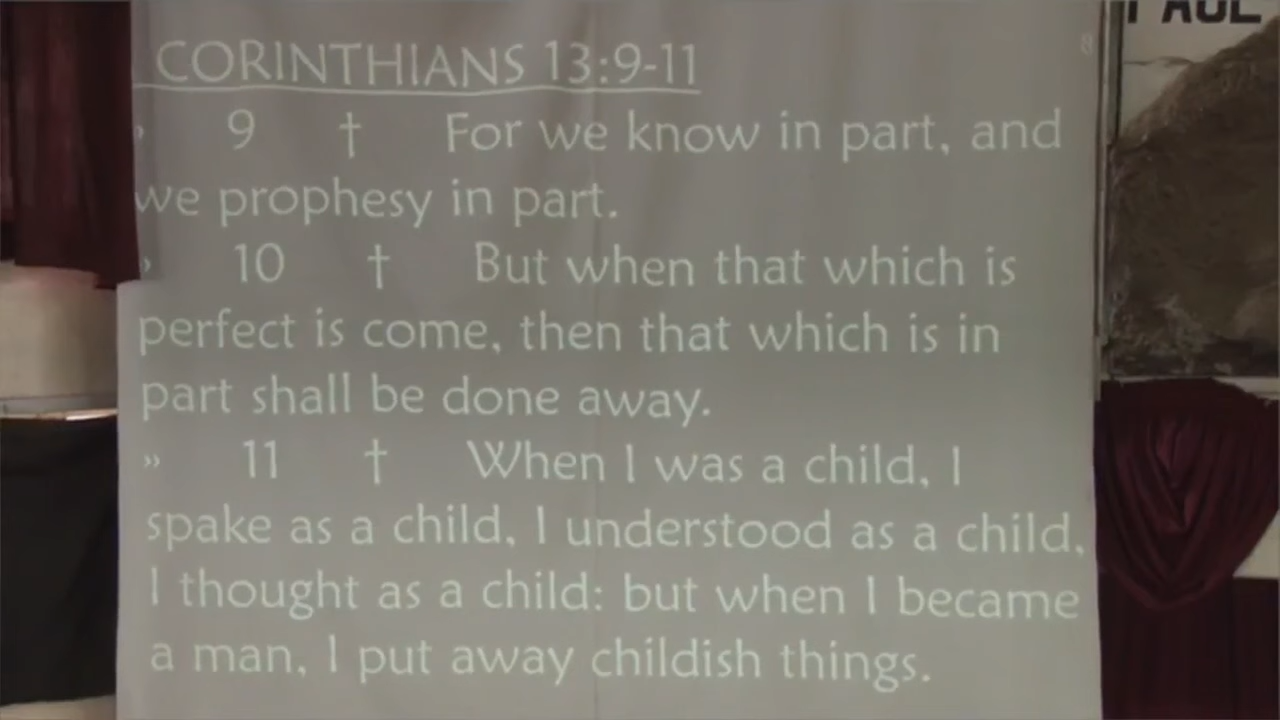 CORINTHIANS 13:9-11
8
› 9 † For we know in part, and
we prophesy in part.
› 10 † But when that which is
perfect is come, then that which is in
part shall be done away.
» 11 † When I was a child, I
spake as a child, I understood as a child,
I thought as a child: but when I became
a man, I put away childish things.